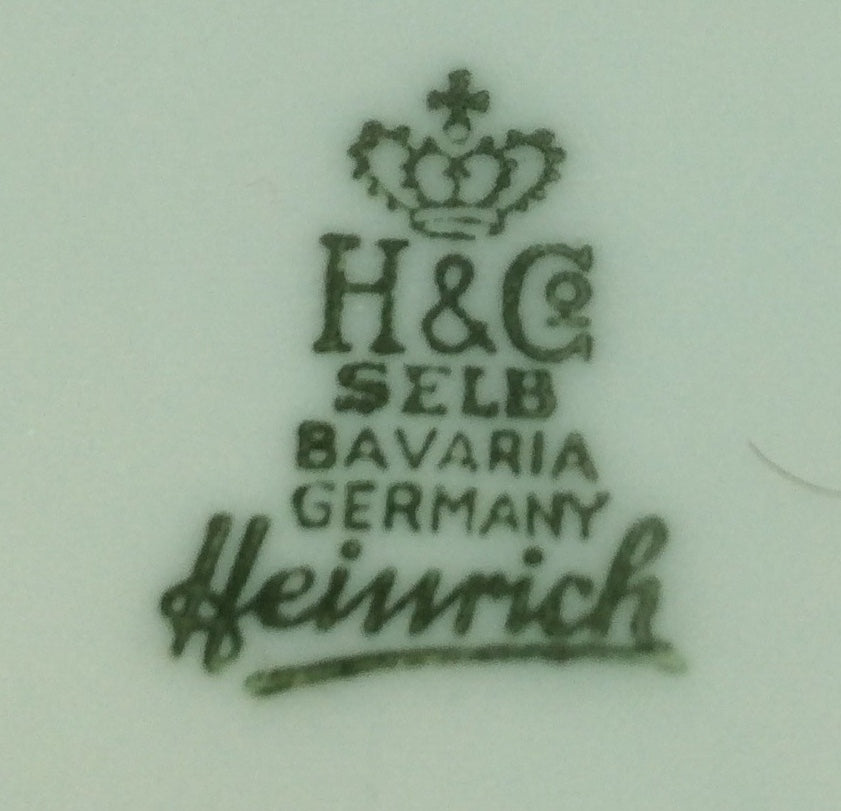 H & Co
SELB
BAVARIA
GERMANY
Heinrich